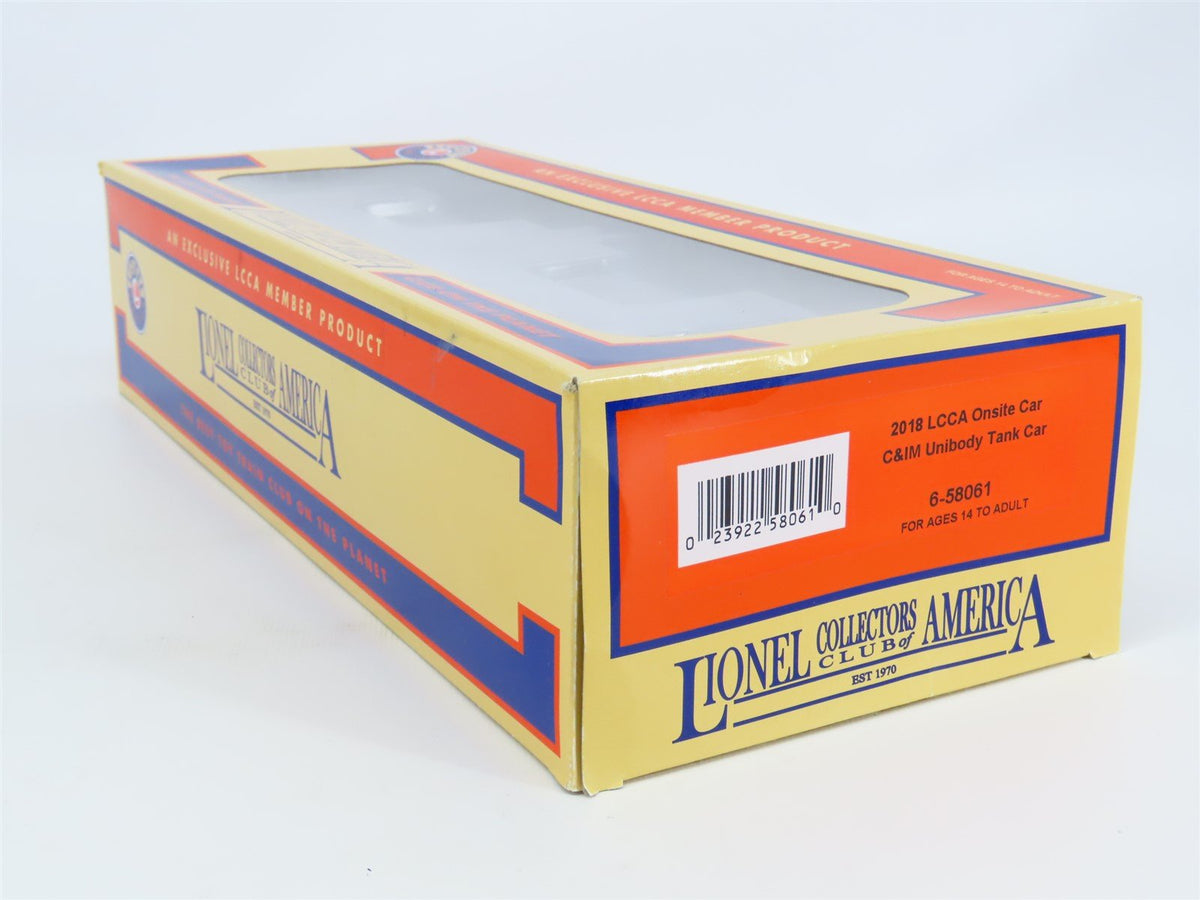 AN EXCLUSIVE LCCA MEMBER PRODUCT
FOR AGES 14 TO ADULT
AN EXCLUSIVE LCCA MEMBER PRODUCT
LIONEL COLLECTORS CLUB of AMERICA
EST 1970
THE BEST TOY TRAIN CLUB ON THE PLANET
2018 LCCA Onsite Car
C&IM Unibody Tank Car
6-58061
FOR AGES 14 TO ADULT
0 23922 58061 0
LIONEL COLLECTORS CLUB of AMERICA
EST 1970